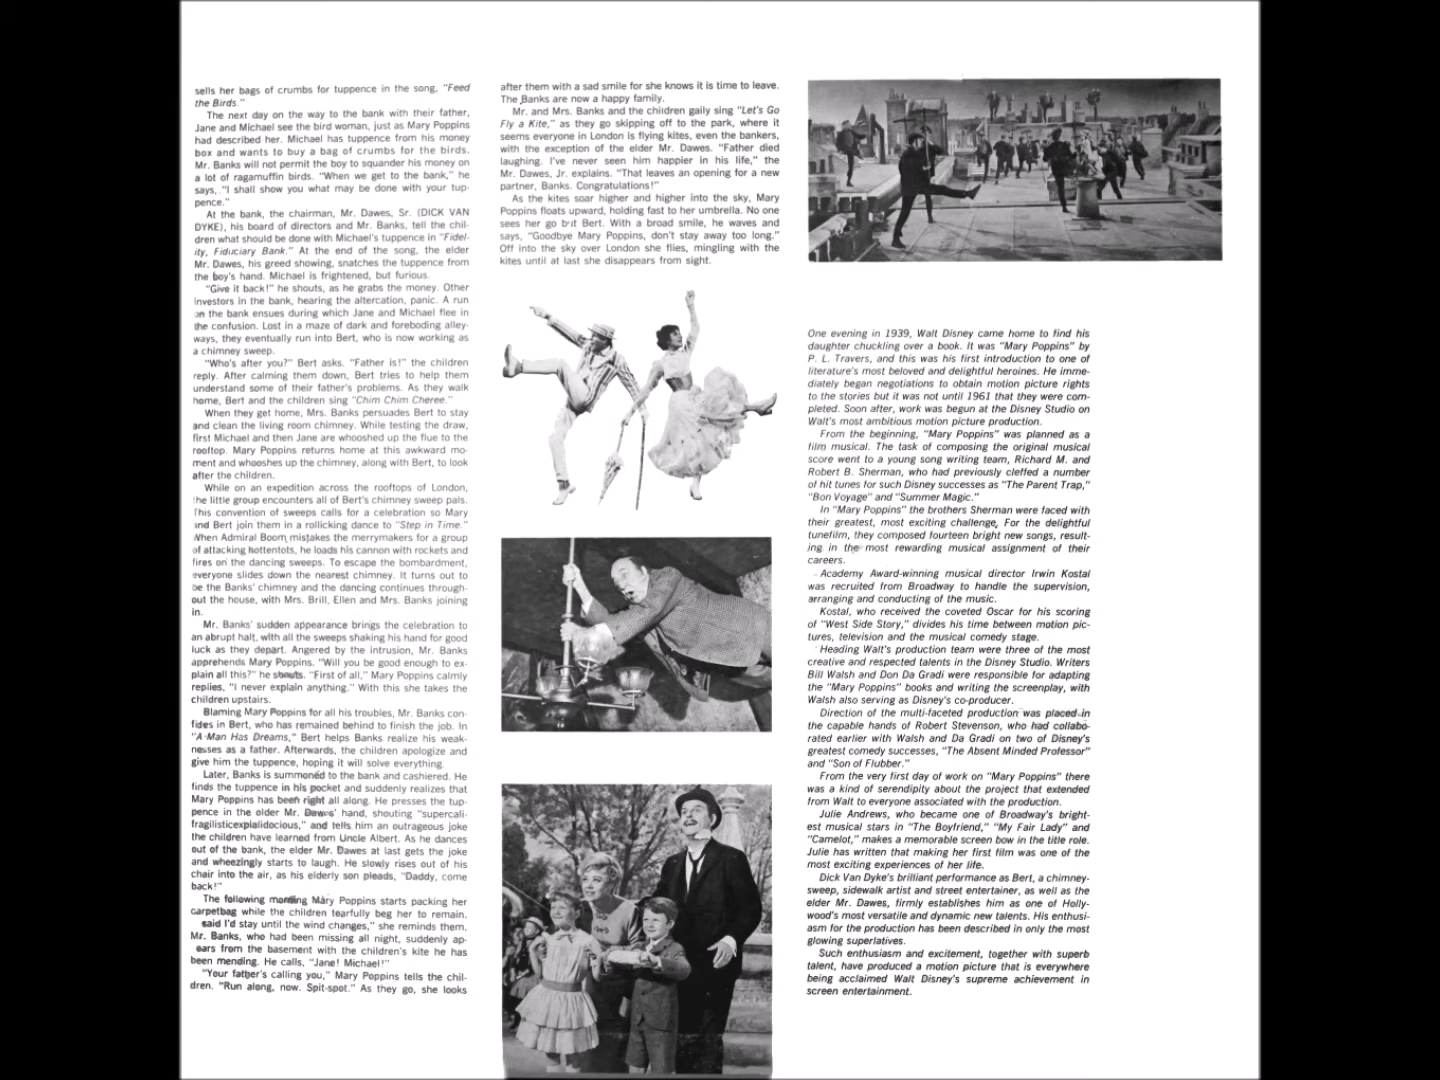 sells her bags of crumbs for tuppence in the song, "Feed
the Birds."
The next day on the way to the bank with their father,
Jane and Michael see the bird woman, just as Mary Poppins
had described her. Michael has tuppence from his money
box and wants to buy a bag of crumbs for the birds.
Mr. Banks will not permit the boy to squander his money on
a lot of ragamuffin birds. "When we get to the bank," he
says, "I shall show you what may be done with your tup-
pence."
At the bank, the chairman, Mr. Dawes, Sr. (DICK VAN
DYKE), his board of directors and Mr. Banks, tell the chil-
dren what should be done with Michael's tuppence in "Fidel-
ity, Fiduciary Bank." At the end of the song, the elder
Mr. Dawes, his greed showing, snatches the tuppence from
the boy's hand. Michael is frightened, but furious.
"Give it back!" he shouts, as he grabs the money. Other
investors in the bank, hearing the altercation, panic. A run
on the bank ensues during which Jane and Michael flee in
the confusion. Lost in a maze of dark and foreboding alley-
ways, they eventually run into Bert, who is now working as
a chimney sweep.
"Who's after you?" Bert asks. "Father is!" the children
reply. After calming them down, Bert tries to help them
understand some of their father's problems. As they walk
home, Bert and the children sing "Chim Chim Cheree."
When they get home, Mrs. Banks persuades Bert to stay
and clean the living room chimney. While testing the draw,
first Michael and then Jane are whooshed up the flue to the
rooftop. Mary Poppins returns home at this awkward mo-
ment and whooshes up the chimney, along with Bert, to look
after the children.
While on an expedition across the rooftops of London,
the little group encounters all of Bert's chimney sweep pals.
This convention of sweeps calls for a celebration so Mary
and Bert join them in a rollicking dance to "Step in Time."
When Admiral Boom mistakes the merrymakers for a group
of attacking hottentots, he loads his cannon with rockets and
fires on the dancing sweeps. To escape the bombardment,
everyone slides down the nearest chimney. It turns out to
be the Banks' chimney and the dancing continues through-
out the house, with Mrs. Brill, Ellen and Mrs. Banks joining
in.
Mr. Banks' sudden appearance brings the celebration to
an abrupt halt, with all the sweeps shaking his hand for good
luck as they depart. Angered by the intrusion, Mr. Banks
apprehends Mary Poppins. "Will you be good enough to ex-
plain all this?" he shouts. "First of all," Mary Poppins calmly
replies, "I never explain anything." With this she takes the
children upstairs.
Blaming Mary Poppins for all his troubles, Mr. Banks con-
fides in Bert, who has remained behind to finish the job. In
"A Man Has Dreams," Bert helps Banks realize his weak-
nesses as a father. Afterwards, the children apologize and
give him the tuppence, hoping it will solve everything.
Later, Banks is summoned to the bank and cashiered. He
finds the tuppence in his pocket and suddenly realizes that
Mary Poppins has been right all along. He presses the tup-
pence in the older Mr. Dawes' hand, shouting "supercali-
fragilisticexpialidocious," and tells him an outrageous joke
the children have learned from Uncle Albert. As he dances
out of the bank, the elder Mr. Dawes at last gets the joke
and wheezingly starts to laugh. He slowly rises out of his
chair into the air, as his elderly son pleads, "Daddy, come
back!"
The following morning Mary Poppins starts packing her
carpetbag while the children tearfully beg her to remain.
said I'd stay until the wind changes," she reminds them.
Mr. Banks, who had been missing all night, suddenly ap-
ears from the basement with the children's kite he has
been mending. He calls, "Jane! Michael!"
"Your father's calling you," Mary Poppins tells the chil-
dren. "Run along, now. Spit-spot." As they go, she looks
after them with a sad smile for she knows it is time to leave.
The Banks are now a happy family.
Mr. and Mrs. Banks and the children gaily sing "Let's Go
Fly a Kite," as they go skipping off to the park, where it
seems everyone in London is flying kites, even the bankers,
with the exception of the elder Mr. Dawes. "Father died
laughing. I've never seen him happier in his life," the
Mr. Dawes, Jr. explains. "That leaves an opening for a new
partner, Banks. Congratulations!"
As the kites soar higher and higher into the sky, Mary
Poppins floats upward, holding fast to her umbrella. No one
sees her go but Bert. With a broad smile, he waves and
says, "Goodbye Mary Poppins, don't stay away too long."
Off into the sky over London she flies, mingling with the
kites until at last she disappears from sight.
One evening in 1939, Walt Disney came home to find his
daughter chuckling over a book. It was "Mary Poppins" by
P. L. Travers, and this was his first introduction to one of
literature's most beloved and delightful heroines. He imme-
diately began negotiations to obtain motion picture rights
to the stories but it was not until 1961 that they were com-
pleted. Soon after, work was begun at the Disney Studio on
Walt's most ambitious motion picture production.
From the beginning, "Mary Poppins" was planned as a
film musical. The task of composing the original musical
score went to a young song writing team, Richard M. and
Robert B. Sherman, who had previously cleffed a number
of hit tunes for such Disney successes as "The Parent Trap,"
"Bon Voyage" and "Summer Magic."
In "Mary Poppins" the brothers Sherman were faced with
their greatest, most exciting challenge. For the delightful
tunefilm, they composed fourteen bright new songs, result-
ing in the most rewarding musical assignment of their
careers.
Academy Award-winning musical director Irwin Kostal
was recruited from Broadway to handle the supervision,
arranging and conducting of the music.
Kostal, who received the coveted Oscar for his scoring
of "West Side Story," divides his time between motion pic-
tures, television and the musical comedy stage.
Heading Walt's production team were three of the most
creative and respected talents in the Disney Studio. Writers
Bill Walsh and Don Da Gradi were responsible for adapting
the "Mary Poppins" books and writing the screenplay, with
Walsh also serving as Disney's co-producer.
Direction of the multi-faceted production was placed in
the capable hands of Robert Stevenson, who had collabo-
rated earlier with Walsh and Da Gradi on two of Disney's
greatest comedy successes, "The Absent Minded Professor"
and "Son of Flubber."
From the very first day of work on "Mary Poppins" there
was a kind of serendipity about the project that extended
from Walt to everyone associated with the production.
Julie Andrews, who became one of Broadway's bright-
est musical stars in "The Boyfriend," "My Fair Lady" and
"Camelot," makes a memorable screen bow in the title role.
Julie has written that making her first film was one of the
most exciting experiences of her life.
Dick Van Dyke's brilliant performance as Bert, a chimney-
sweep, sidewalk artist and street entertainer, as well as the
elder Mr. Dawes, firmly establishes him as one of Holly-
wood's most versatile and dynamic new talents. His enthusi-
asm for the production has been described in only the most
glowing superlatives.
Such enthusiasm and excitement, together with superb
talent, have produced a motion picture that is everywhere
being acclaimed Walt Disney's supreme achievement in
screen entertainment.